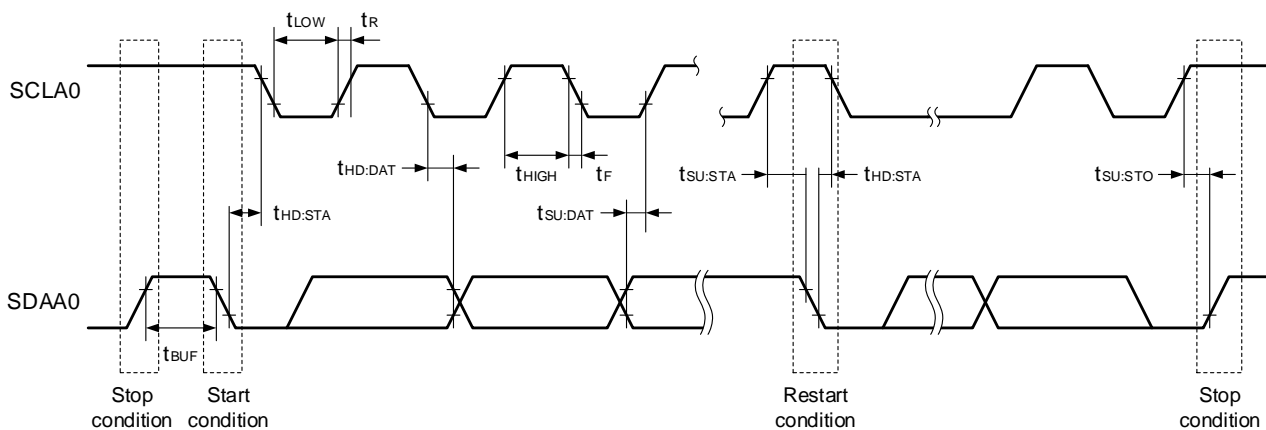 tLOW
tR
SCLA0
tHD:DAT
tHIGH
tF
tSU:STA
tHD:STA
tSU:STO
tHD:STA
tSU:DAT
SDAA0
tBUF
Stop
condition
Start
condition
Restart
condition
Stop
condition